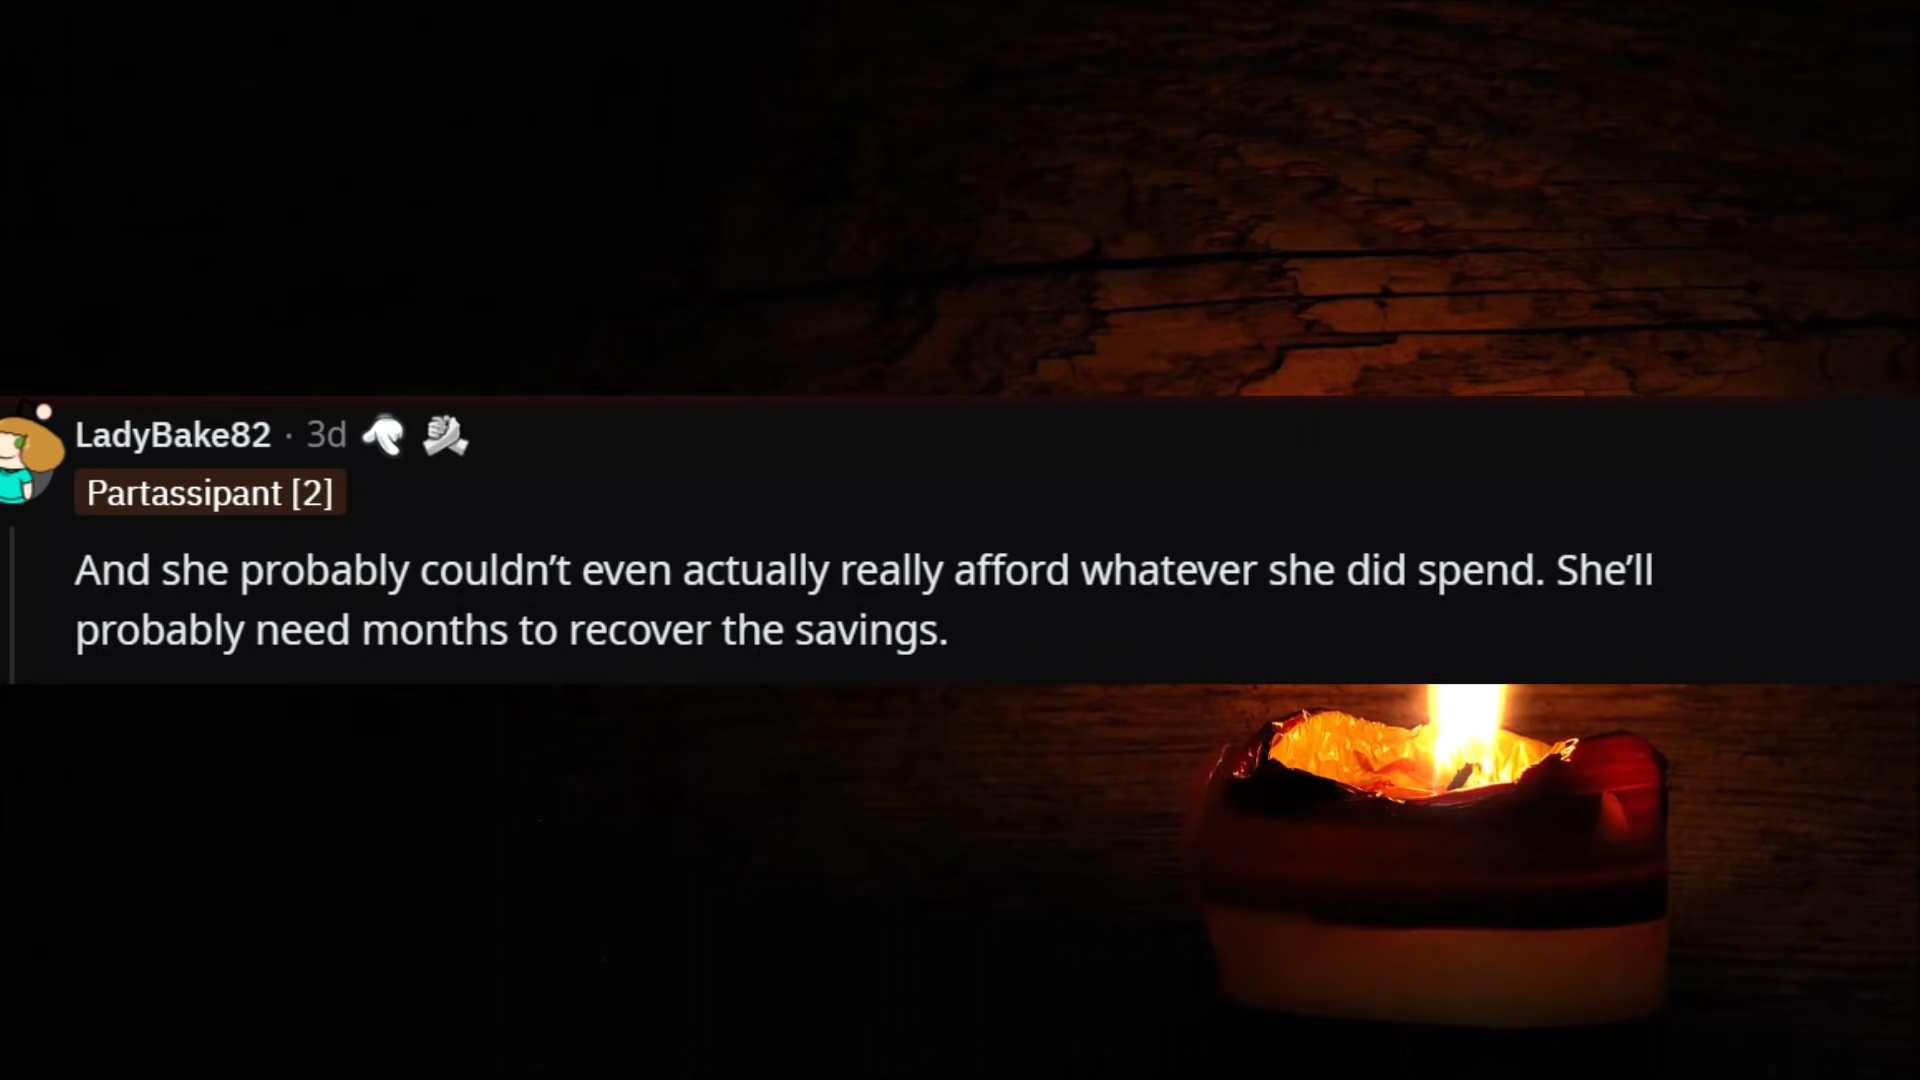 LadyBake82 · 3d
Partassipant [2]
And she probably couldn’t even actually really afford whatever she did spend. She’ll
probably need months to recover the savings.